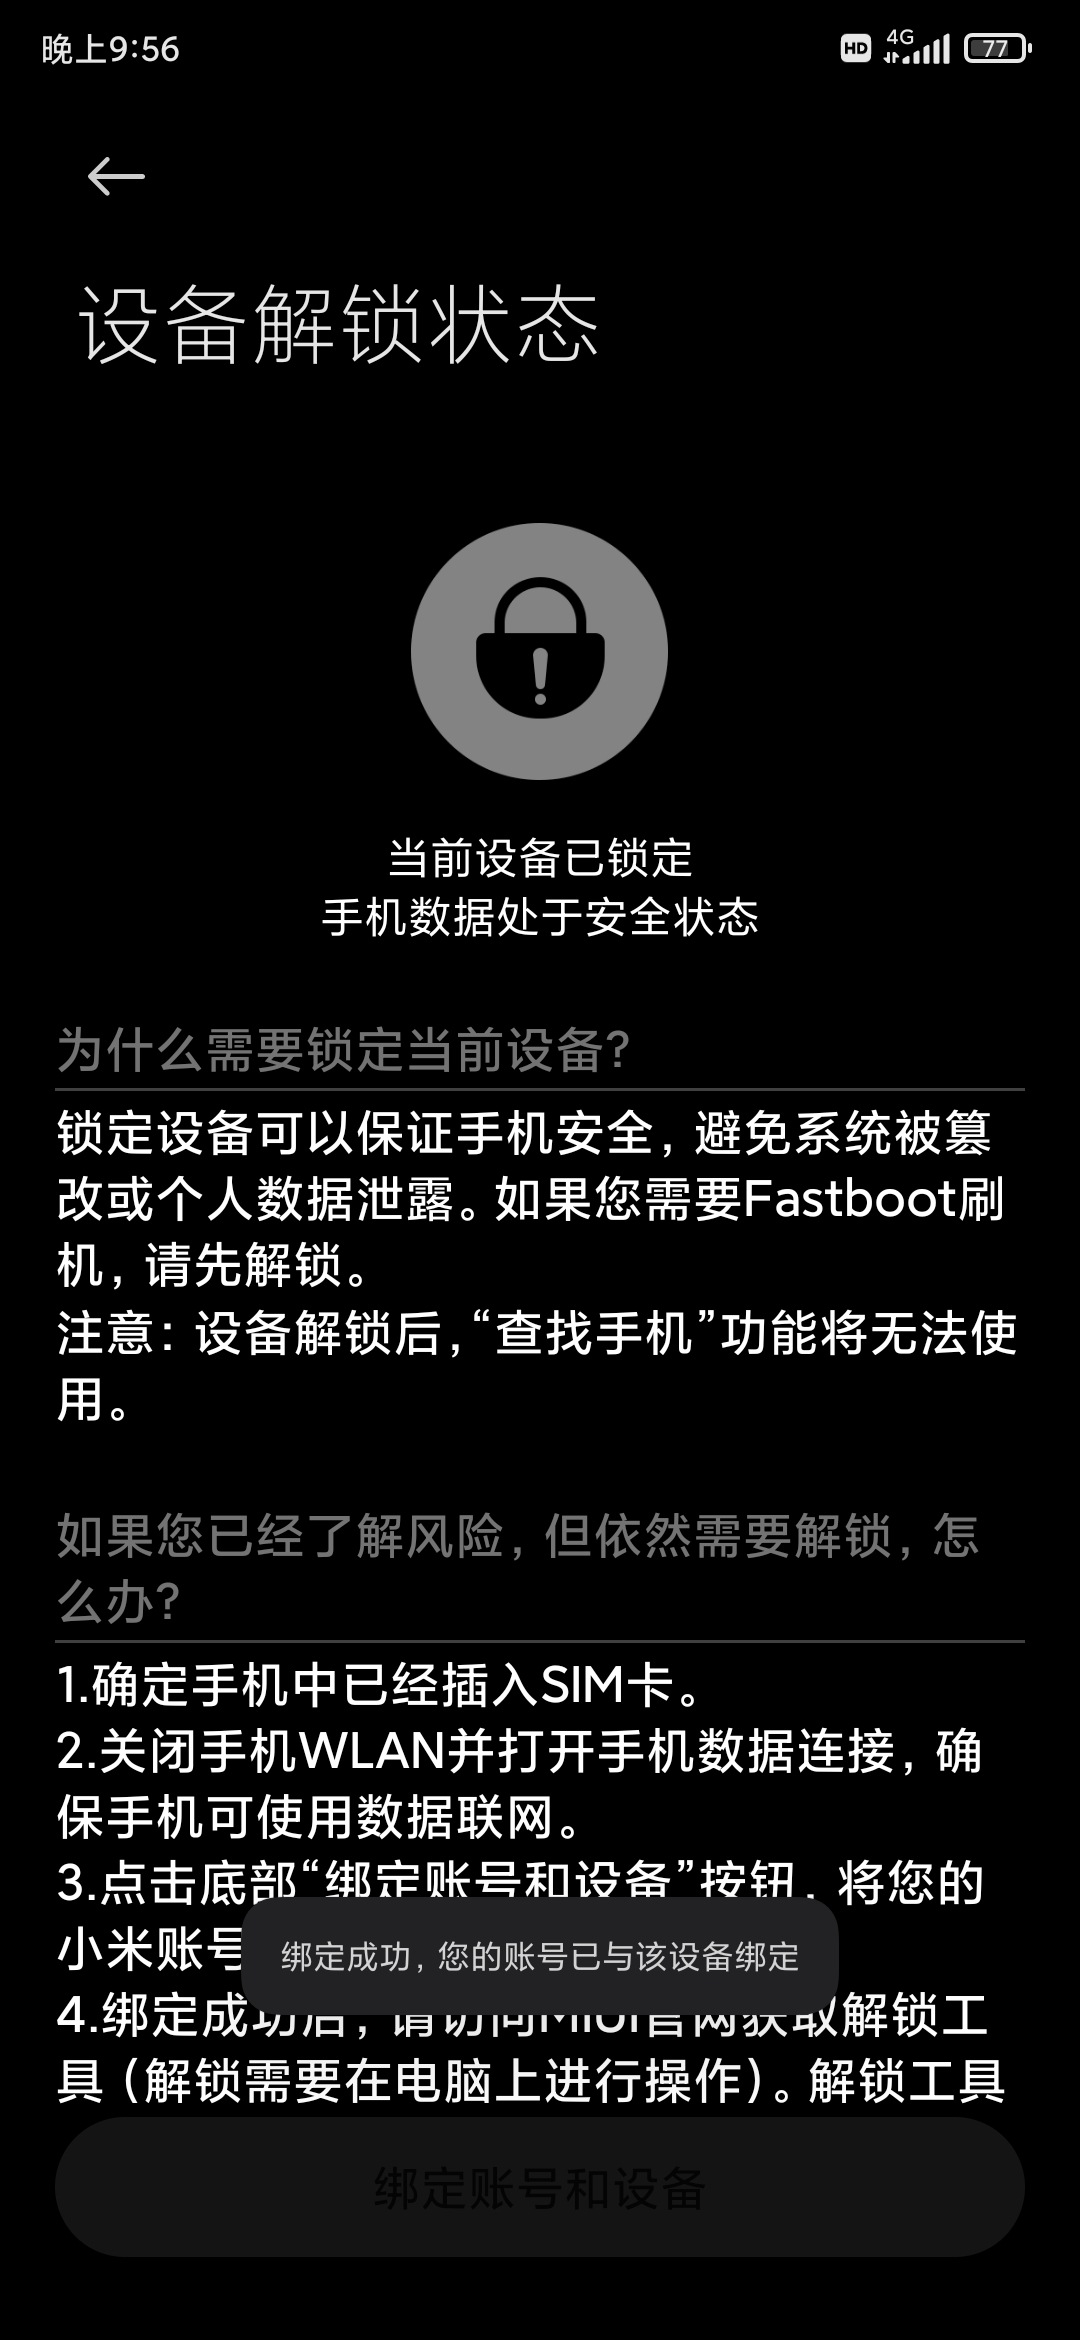 晚上9:56
HD 4G 77
设备解锁状态
当前设备已锁定
手机数据处于安全状态
为什么需要锁定当前设备?
锁定设备可以保证手机安全，避免系统被篡
改或个人数据泄露。如果您需要Fastboot刷
机，请先解锁。
注意：设备解锁后，“查找手机”功能将无法使
用。
如果您已经了解风险，但依然需要解锁，怎
么办?
1.确定手机中已经插入SIM卡。
2.关闭手机WLAN并打开手机数据连接，确
保手机可使用数据联网。
3.点击底部“绑定账号和设备”按钮，将您的
小米账号
绑定成功，您的账号已与该设备绑定
4.绑定成功后，请访问MIUI官网获取解锁工
具（解锁需要在电脑上进行操作）。解锁工具
绑定账号和设备